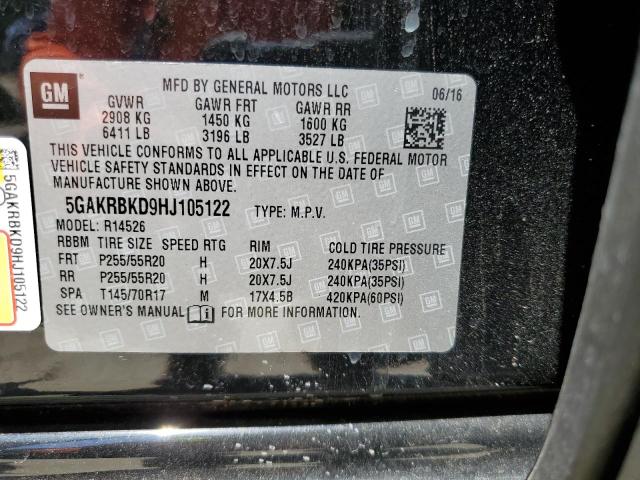 GM
MFD BY GENERAL MOTORS LLC
06/16
GVWR GAWR FRT GAWR RR
2908 KG 1450 KG 1600 KG
6411 LB 3196 LB 3527 LB
THIS VEHICLE CONFORMS TO ALL APPLICABLE U.S. FEDERAL MOTOR
VEHICLE SAFETY STANDARDS IN EFFECT ON THE DATE OF
MANUFACTURE SHOWN ABOVE.
5GAKRBKD9HJ105122 TYPE: M.P.V.
MODEL: R14526
RBBM TIRE SIZE SPEED RTG RIM COLD TIRE PRESSURE
FRT P255/55R20 H 20X7.5J 240KPA(35PSI)
RR P255/55R20 H 20X7.5J 240KPA(35PSI)
SPA T145/70R17 M 17X4.5B 420KPA(60PSI)
SEE OWNER'S MANUAL FOR MORE INFORMATION.
5GAKRBKD9HJ105122